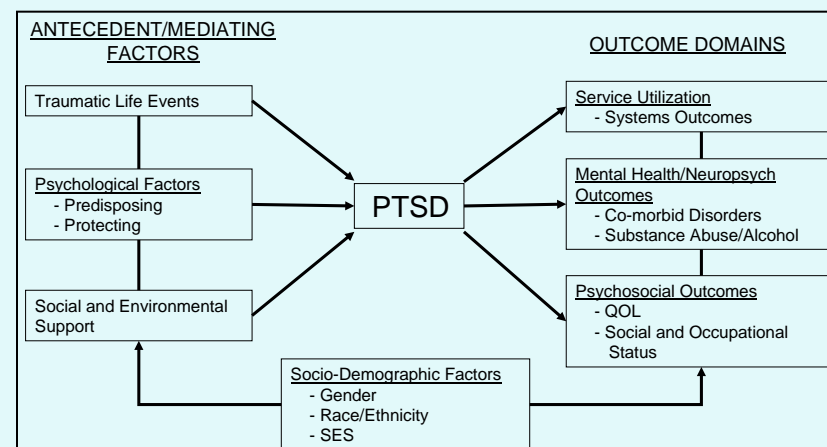 ANTECEDENT/MEDIATING
FACTORS
Traumatic Life Events
Psychological Factors
- Predisposing
- Protecting
Social and Environmental
Support
PTSD
OUTCOME DOMAINS
Service Utilization
- Systems Outcomes
Mental Health/Neuropsych
Outcomes
- Co-morbid Disorders
- Substance Abuse/Alcohol
Psychosocial Outcomes
- QOL
- Social and Occupational
Status
Socio-Demographic Factors
- Gender
- Race/Ethnicity
- SES